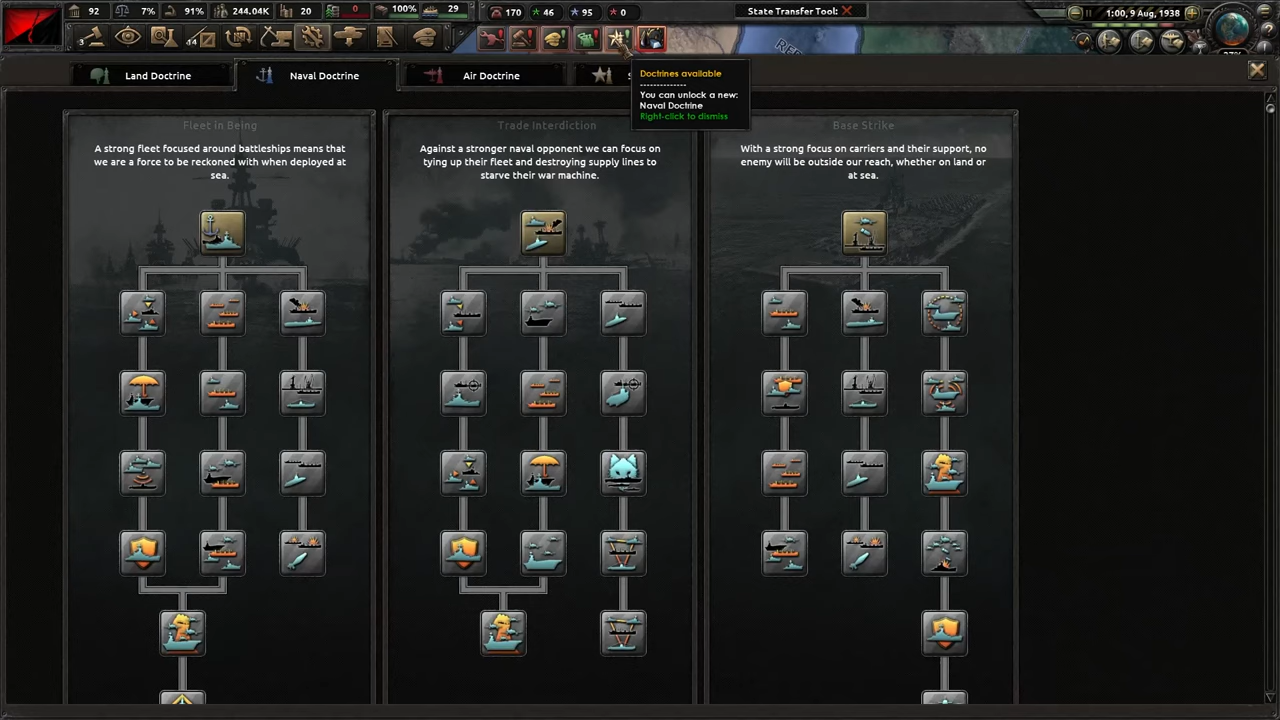 92
7%
91%
244.04K
20
0
100%
29
170
46
95
0
State Transfer Tool:
1:00, 9 Aug, 1938
3
14
Land Doctrine
Naval Doctrine
Air Doctrine
S
Doctrines available
--------------
You can unlock a new:
Naval Doctrine
Right-click to dismiss
Fleet in Being
A strong fleet focused around battleships means that
we are a force to be reckoned with when deployed at
sea.
Trade Interdiction
Against a stronger naval opponent we can focus on
tying up their fleet and destroying supply lines to
starve their war machine.
Base Strike
With a strong focus on carriers and their support, no
enemy will be outside our reach, whether on land or
at sea.